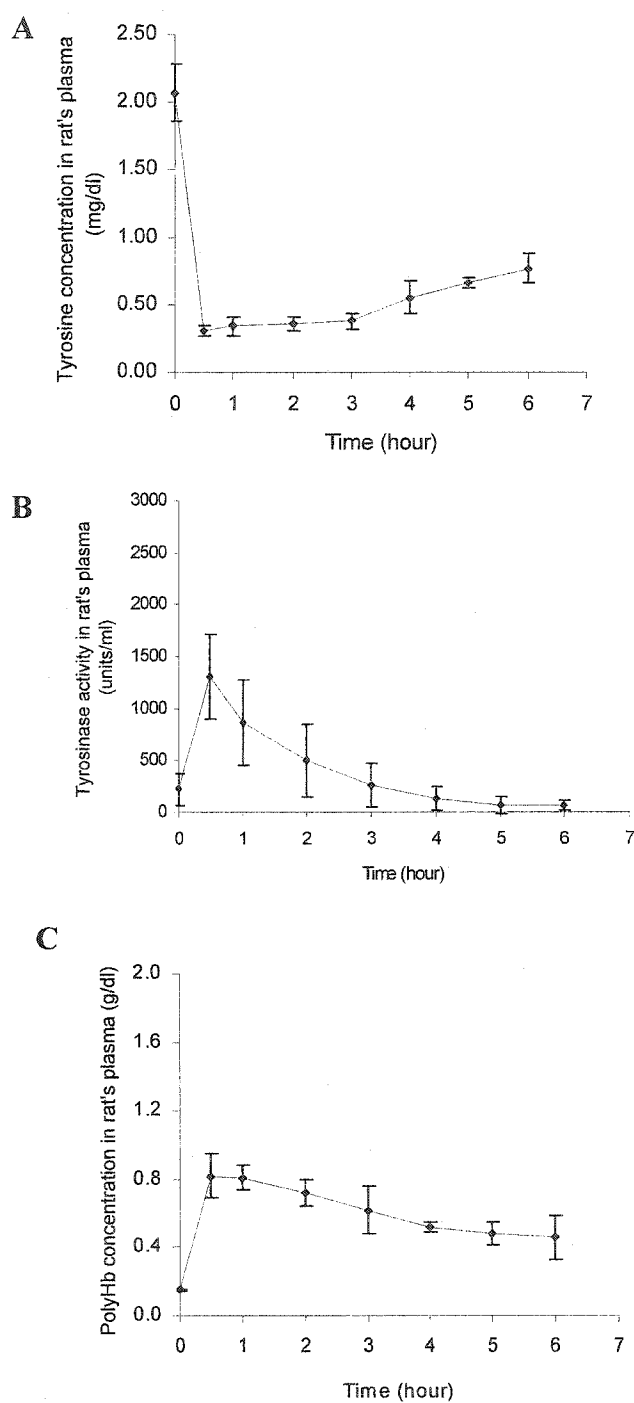 A
Tyrosine concentration in rat's plasma
(mg/dl)
2.50
2.00
1.50
1.00
0.50
0.00
0 1 2 3 4 5 6 7
Time (hour)
B
Tyrosinase activity in rat's plasma
(units/ml)
3000
2500
2000
1500
1000
500
0
0 1 2 3 4 5 6 7
Time (hour)
C
PolyHb concentration in rat's plasma (g/dl)
2.0
1.6
1.2
0.8
0.4
0.0
0 1 2 3 4 5 6 7
Time (hour)